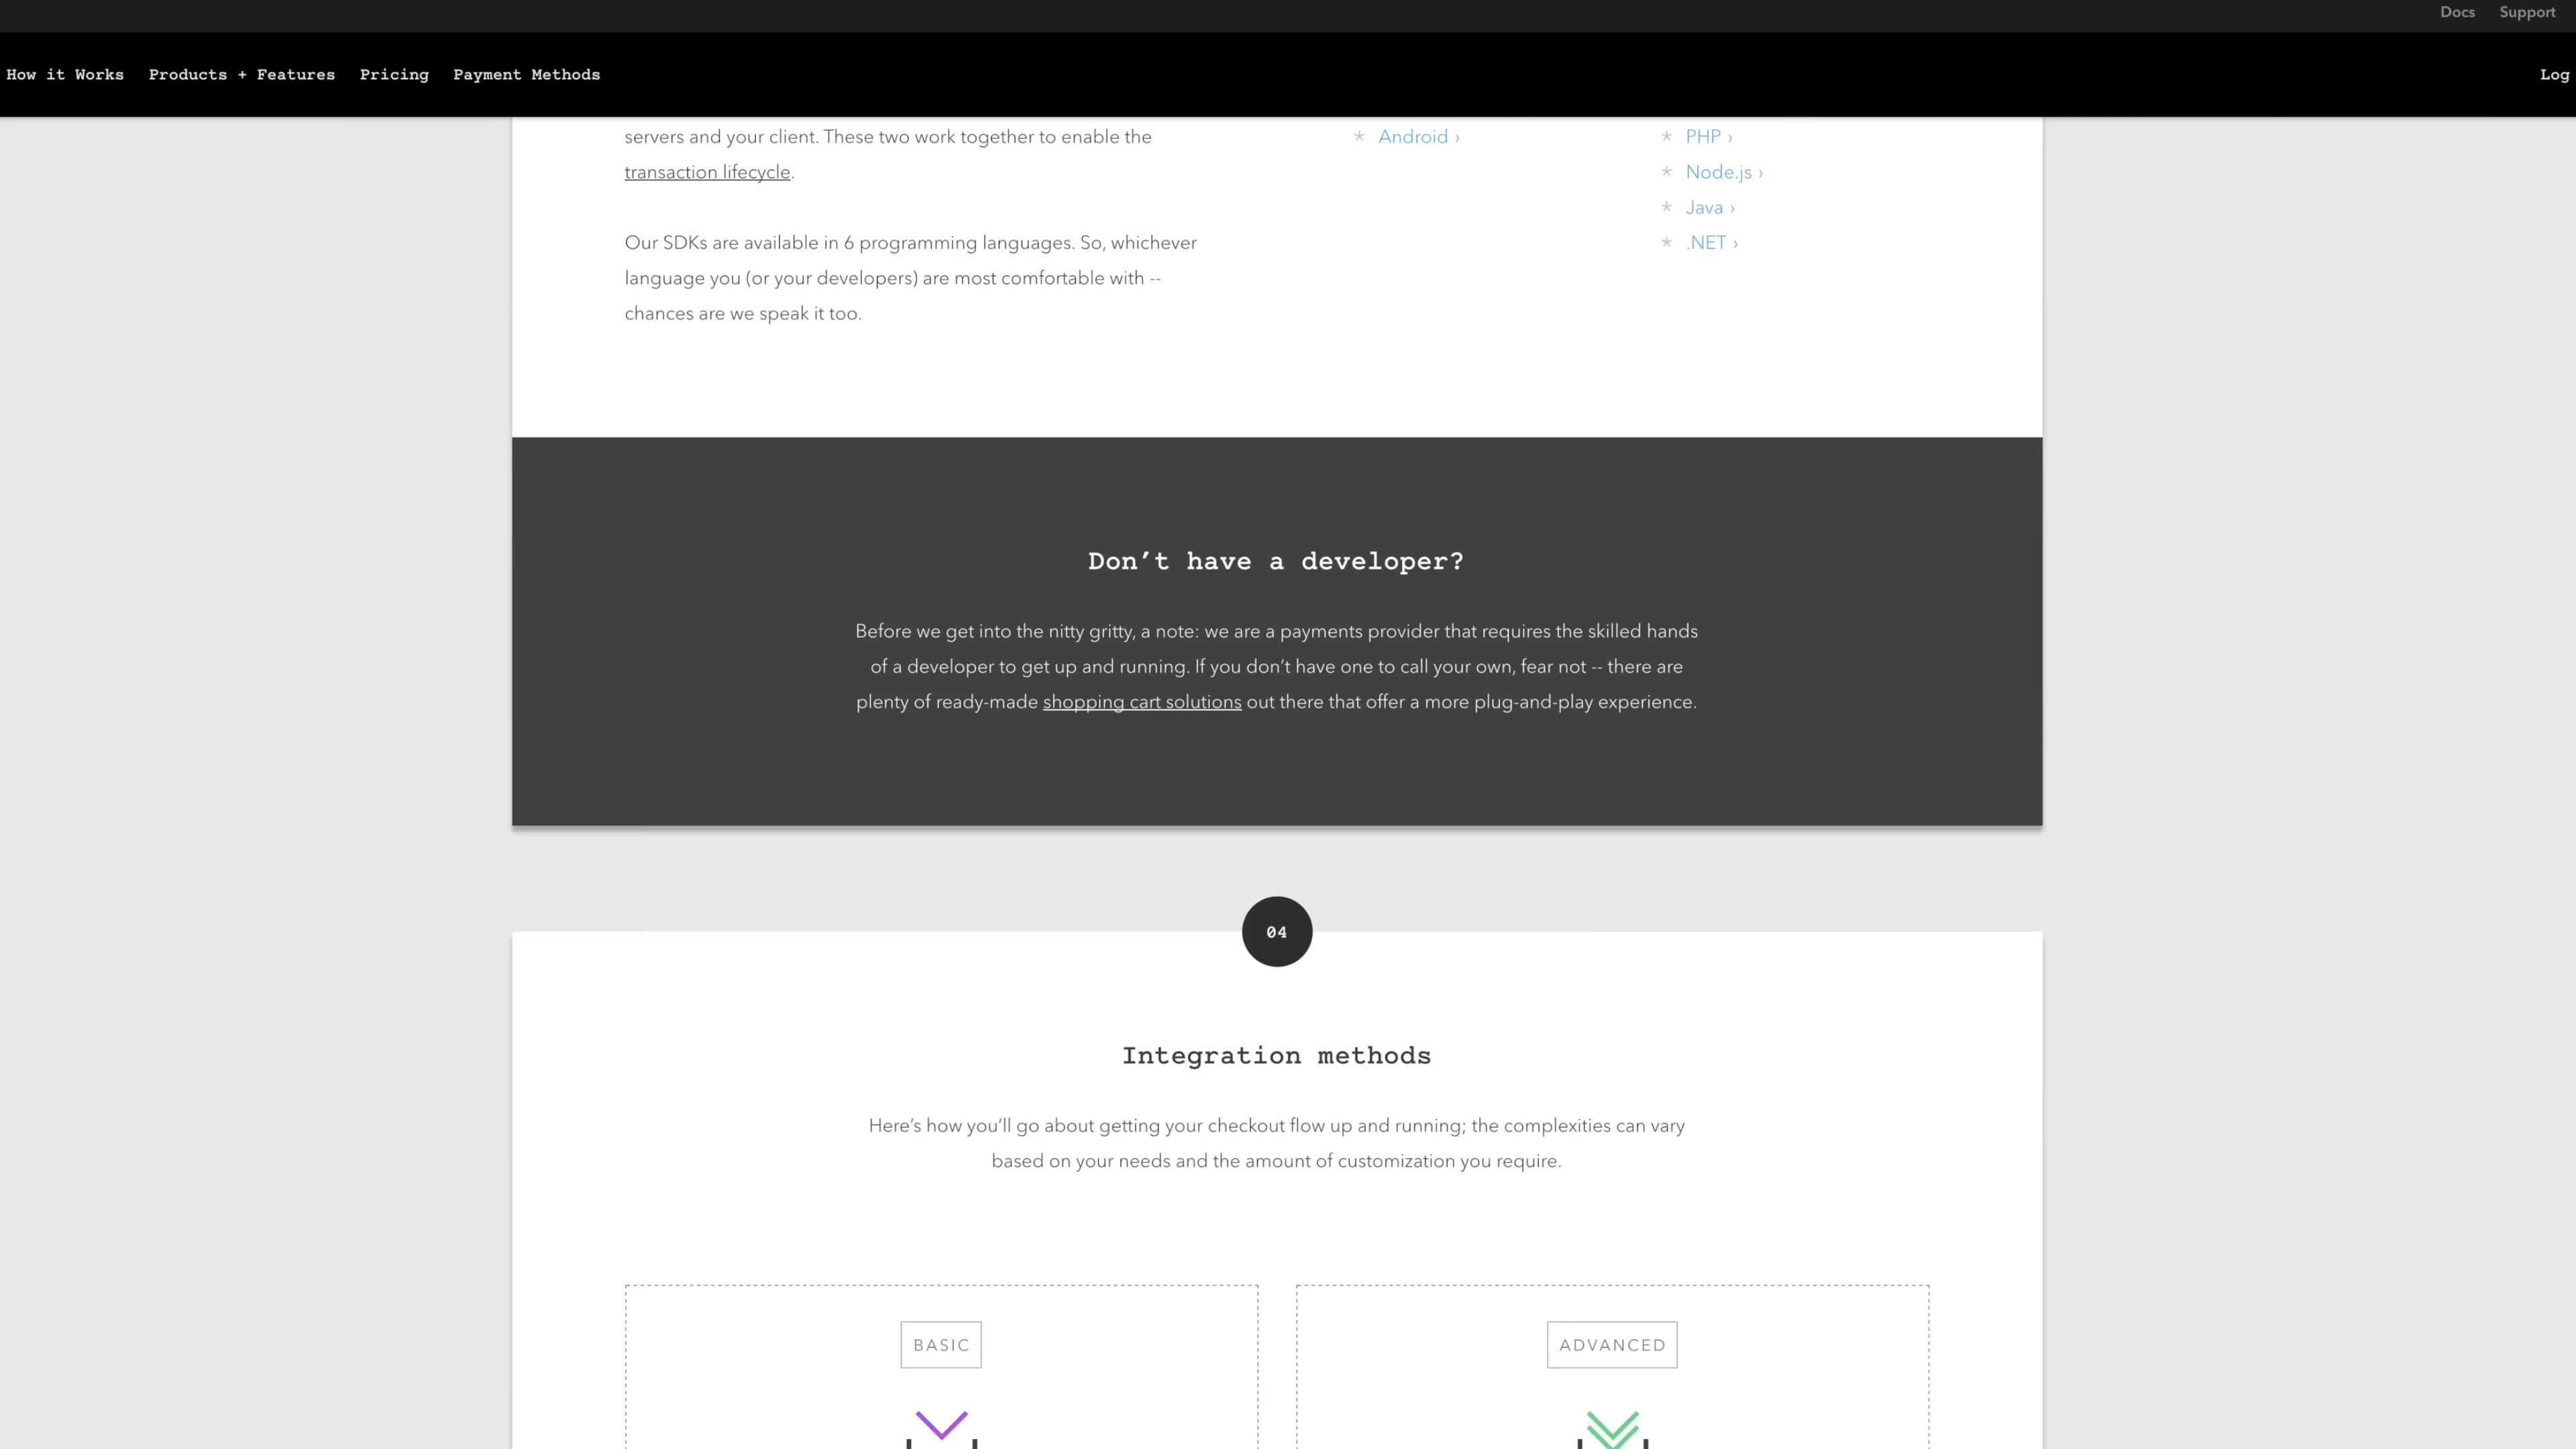 Docs Support
How it Works Products + Features Pricing Payment Methods Log
servers and your client. These two work together to enable the
transaction lifecycle.
Our SDKs are available in 6 programming languages. So, whichever
language you (or your developers) are most comfortable with --
chances are we speak it too.
* Android ›
* PHP ›
* Node.js ›
* Java ›
* .NET ›
Don’t have a developer?
Before we get into the nitty gritty, a note: we are a payments provider that requires the skilled hands
of a developer to get up and running. If you don’t have one to call your own, fear not -- there are
plenty of ready-made shopping cart solutions out there that offer a more plug-and-play experience.
04
Integration methods
Here’s how you’ll go about getting your checkout flow up and running; the complexities can vary
based on your needs and the amount of customization you require.
BASIC
ADVANCED